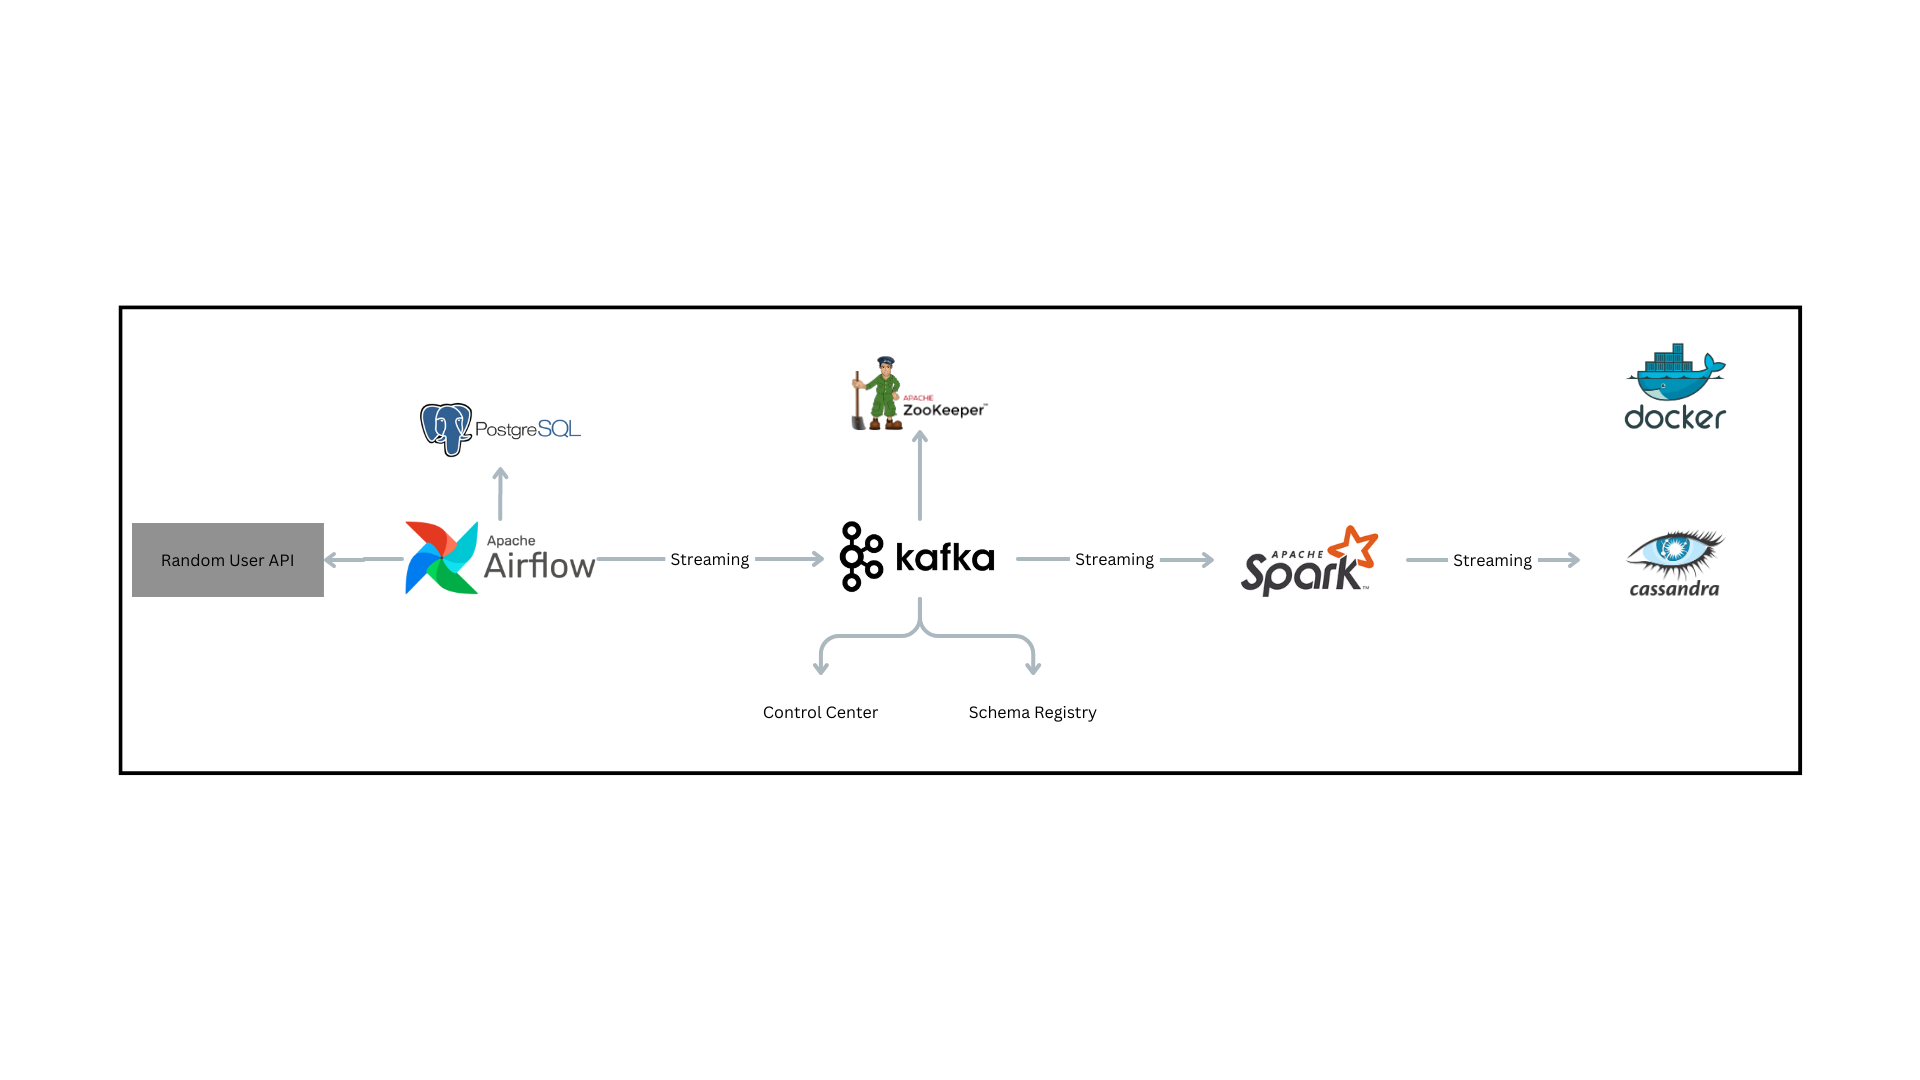 APACHE
ZooKeeper™
docker
PostgreSQL
Random User API
Apache
Airflow
Streaming
kafka
Streaming
APACHE
Spark™
Streaming
cassandra
Control Center
Schema Registry